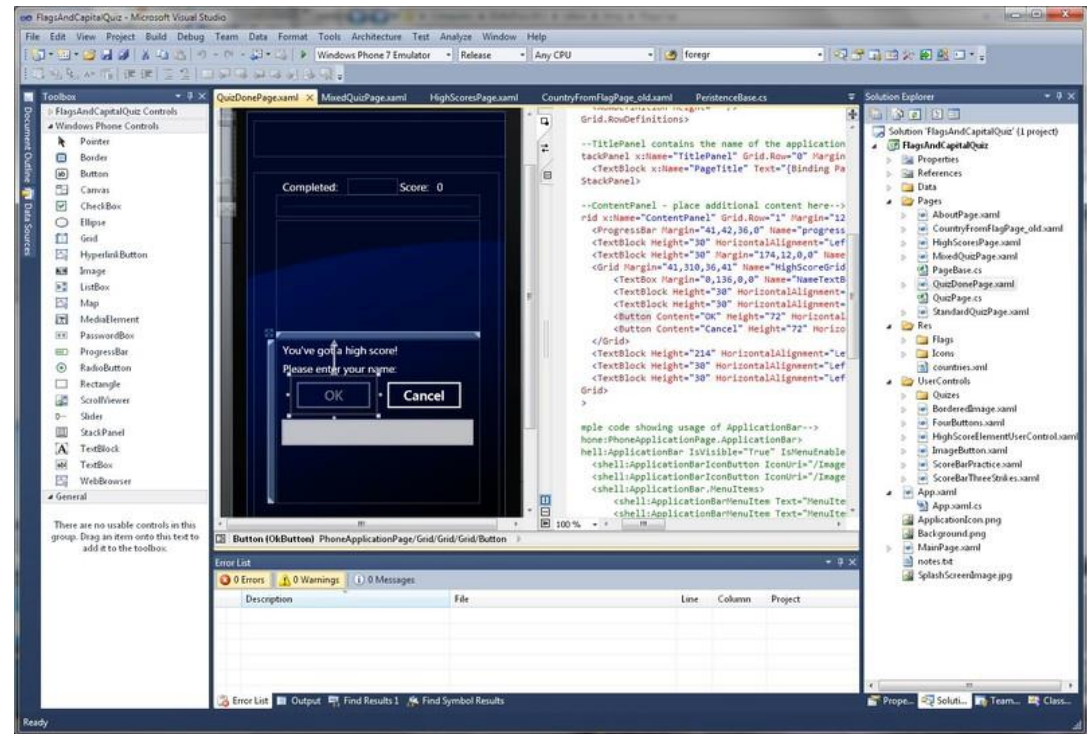 FlagsAndCapitalQuiz - Microsoft Visual Studio
File Edit View Project Build Debug Team Data Format Tools Architecture Test Analyze Window Help
Windows Phone 7 Emulator Release Any CPU foregr
Document Outline
Data Sources
Toolbox
FlagsAndCapitalQuiz Controls
Windows Phone Controls
Pointer
Border
Button
Canvas
CheckBox
Ellipse
Grid
HyperlinkButton
Image
ListBox
Map
MediaElement
PasswordBox
ProgressBar
RadioButton
Rectangle
ScrollViewer
Slider
StackPanel
TextBlock
TextBox
WebBrowser
General
There are no usable controls in this
group. Drag an item onto this text to
add it to the toolbox.
QuizDonePage.xaml MixedQuizPage.xaml HighScoresPage.xaml CountryFromFlagPage_old.xaml PeristenceBase.cs
Completed: Score: 0
You've got a high score!
Please enter your name:
OK Cancel
Grid.RowDefinitions>
--TitlePanel contains the name of the application
tackPanel x:Name="TitlePanel" Grid.Row="0" Margin
<TextBlock x:Name="PageTitle" Text="{Binding Pa
StackPanel>
--ContentPanel - place additional content here-->
rid x:Name="ContentPanel" Grid.Row="1" Margin="12
<ProgressBar Margin="41,42,36,0" Name="progress
<TextBlock Height="30" HorizontalAlignment="Lef
<TextBlock Height="30" Margin="174,12,0,0" Name
<Grid Margin="41,310,36,41" Name="HighScoreGrid
<TextBox Margin="0,136,0,0" Name="NameTextB
<TextBlock Height="30" HorizontalAlignment=
<TextBlock Height="30" HorizontalAlignment=
<Button Content="OK" Height="72" Horizontal
<Button Content="Cancel" Height="72" Horizo
</Grid>
<TextBlock Height="214" HorizontalAlignment="Le
<TextBlock Height="30" HorizontalAlignment="Lef
<TextBlock Height="30" HorizontalAlignment="Lef
Grid>
>
mple code showing usage of ApplicationBar-->
hone:PhoneApplicationPage.ApplicationBar>
hell:ApplicationBar IsVisible="True" IsMenuEnable
<shell:ApplicationBarIconButton IconUri="/Image
<shell:ApplicationBarIconButton IconUri="/Image
<shell:ApplicationBar.MenuItems>
<shell:ApplicationBarMenuItem Text="MenuIte
<shell:ApplicationBarMenuItem Text="MenuIte
100 %
Button (OkButton) PhoneApplicationPage/Grid/Grid/Grid/Button
Error List
0 Errors 0 Warnings 0 Messages
Description File Line Column Project
Error List Output Find Results 1 Find Symbol Results
Solution Explorer
Solution 'FlagsAndCapitalQuiz' (1 project)
FlagsAndCapitalQuiz
Properties
References
Data
Pages
AboutPage.xaml
CountryFromFlagPage_old.xaml
HighScoresPage.xaml
MixedQuizPage.xaml
PageBase.cs
QuizDonePage.xaml
QuizPage.cs
StandardQuizPage.xaml
Res
Flags
Icons
countries.xml
UserControls
Quizes
BorderedImage.xaml
FourButtons.xaml
HighScoreElementUserControl.xaml
ImageButton.xaml
ScoreBarPractice.xaml
ScoreBarThreeStrikes.xaml
App.xaml
App.xaml.cs
ApplicationIcon.png
Background.png
MainPage.xaml
notes.txt
SplashScreenImage.jpg
Prope... Soluti... Team... Class...
Ready